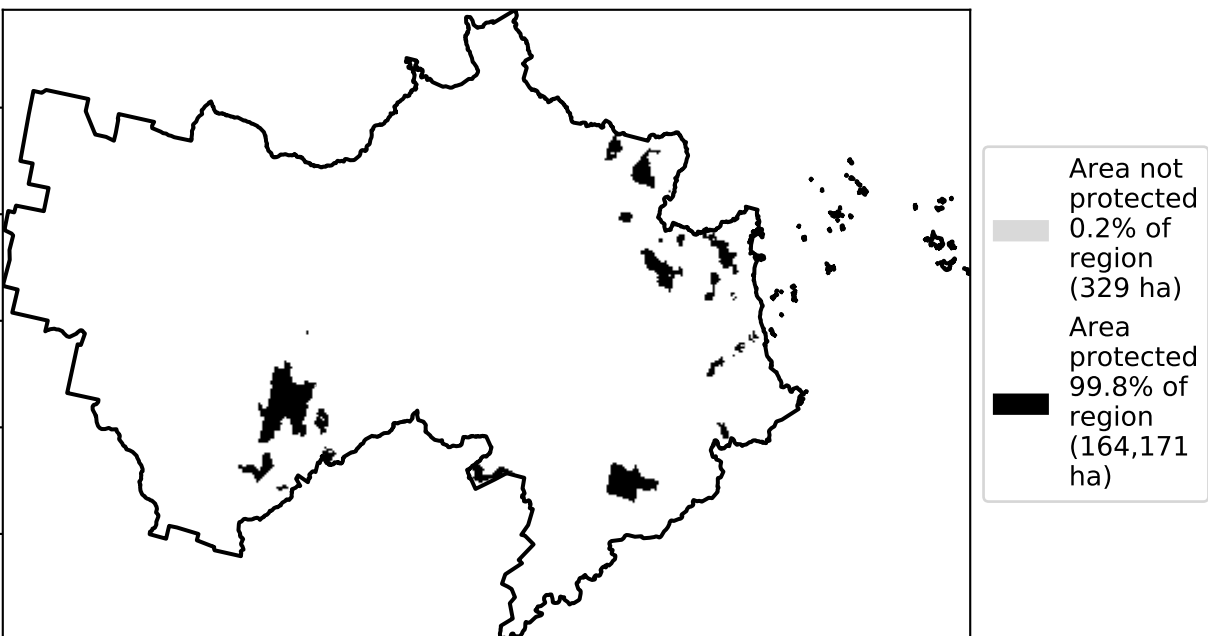 Area not
protected
0.2% of
region
(329 ha)
Area
protected
99.8% of
region
(164,171
ha)